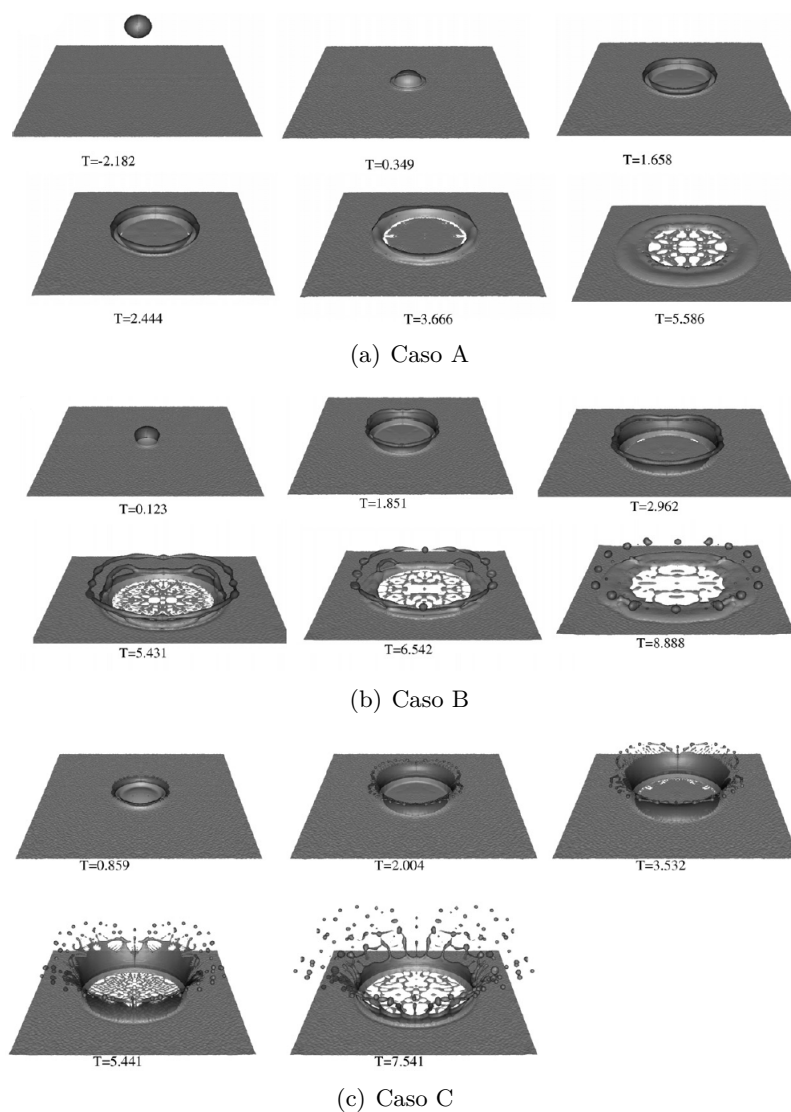 T=-2.182 T=0.349 T=1.658
T=2.444 T=3.666 T=5.586
(a) Caso A
T=0.123 T=1.851 T=2.962
T=5.431 T=6.542 T=8.888
(b) Caso B
T=0.859 T=2.004 T=3.532
T=5.441 T=7.541
(c) Caso C